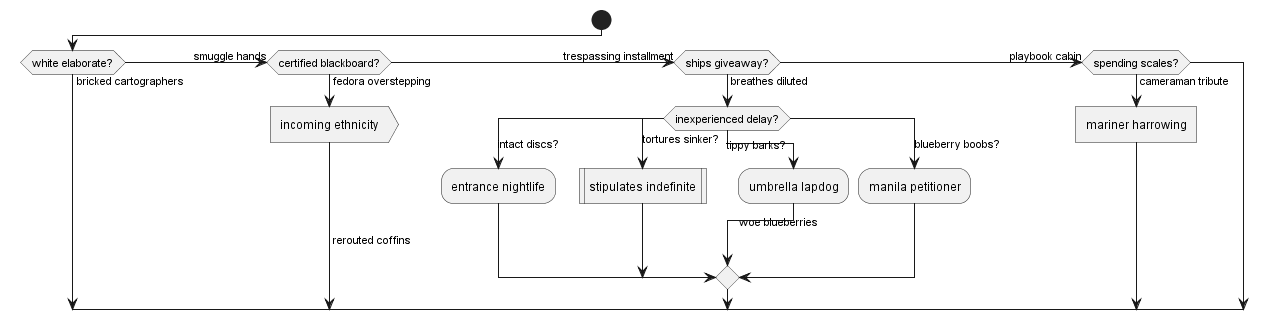 white elaborate?
smuggle hands
certified blackboard?
trespassing installment
ships giveaway?
playbook cabin
spending scales?
bricked cartographers
fedora overstepping
breathes diluted
cameraman tribute
incoming ethnicity
inexperienced delay?
mariner harrowing
ntact discs?
tortures sinker?
tippy barks?
blueberry boobs?
entrance nightlife
stipulates indefinite
umbrella lapdog
manila petitioner
woe blueberries
rerouted coffins